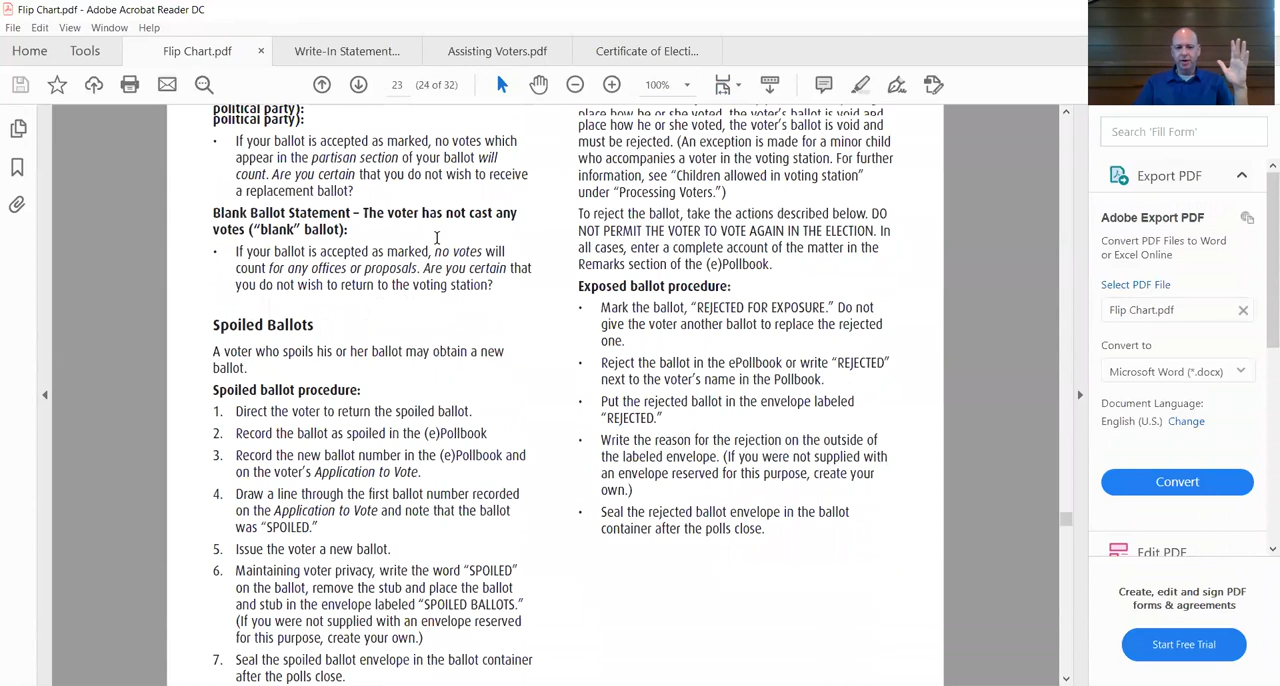 Flip Chart.pdf - Adobe Acrobat Reader DC
File Edit View Window Help
Home Tools Flip Chart.pdf × Write-In Statement... Assisting Voters.pdf Certificate of Electi...
23 (24 of 32) 100%
political party):
political party):
• If your ballot is accepted as marked, no votes which
appear in the partisan section of your ballot will
count. Are you certain that you do not wish to receive
a replacement ballot?
Blank Ballot Statement – The voter has not cast any
votes (“blank” ballot):
• If your ballot is accepted as marked, no votes will
count for any offices or proposals. Are you certain that
you do not wish to return to the voting station?
Spoiled Ballots
A voter who spoils his or her ballot may obtain a new
ballot.
Spoiled ballot procedure:
1. Direct the voter to return the spoiled ballot.
2. Record the ballot as spoiled in the (e)Pollbook
3. Record the new ballot number in the (e)Pollbook and
on the voter’s Application to Vote.
4. Draw a line through the first ballot number recorded
on the Application to Vote and note that the ballot
was “SPOILED.”
5. Issue the voter a new ballot.
6. Maintaining voter privacy, write the word “SPOILED”
on the ballot, remove the stub and place the ballot
and stub in the envelope labeled “SPOILED BALLOTS.”
(If you were not supplied with an envelope reserved
for this purpose, create your own.)
7. Seal the spoiled ballot envelope in the ballot container
after the polls close.
place how he or she voted, the voter’s ballot is void and
must be rejected. (An exception is made for a minor child
who accompanies a voter in the voting station. For further
information, see “Children allowed in voting station”
under “Processing Voters.”)
To reject the ballot, take the actions described below. DO
NOT PERMIT THE VOTER TO VOTE AGAIN IN THE ELECTION. In
all cases, enter a complete account of the matter in the
Remarks section of the (e)Pollbook.
Exposed ballot procedure:
• Mark the ballot, “REJECTED FOR EXPOSURE.” Do not
give the voter another ballot to replace the rejected
one.
• Reject the ballot in the ePollbook or write “REJECTED”
next to the voter’s name in the Pollbook.
• Put the rejected ballot in the envelope labeled
“REJECTED.”
• Write the reason for the rejection on the outside of
the labeled envelope. (If you were not supplied with
an envelope reserved for this purpose, create your
own.)
• Seal the rejected ballot envelope in the ballot
container after the polls close.
Search 'Fill Form'
Export PDF
Adobe Export PDF
Convert PDF Files to Word
or Excel Online
Select PDF File
Flip Chart.pdf
Convert to
Microsoft Word (*.docx)
Document Language:
English (U.S.) Change
Convert
Edit PDF
Create, edit and sign PDF
forms & agreements
Start Free Trial